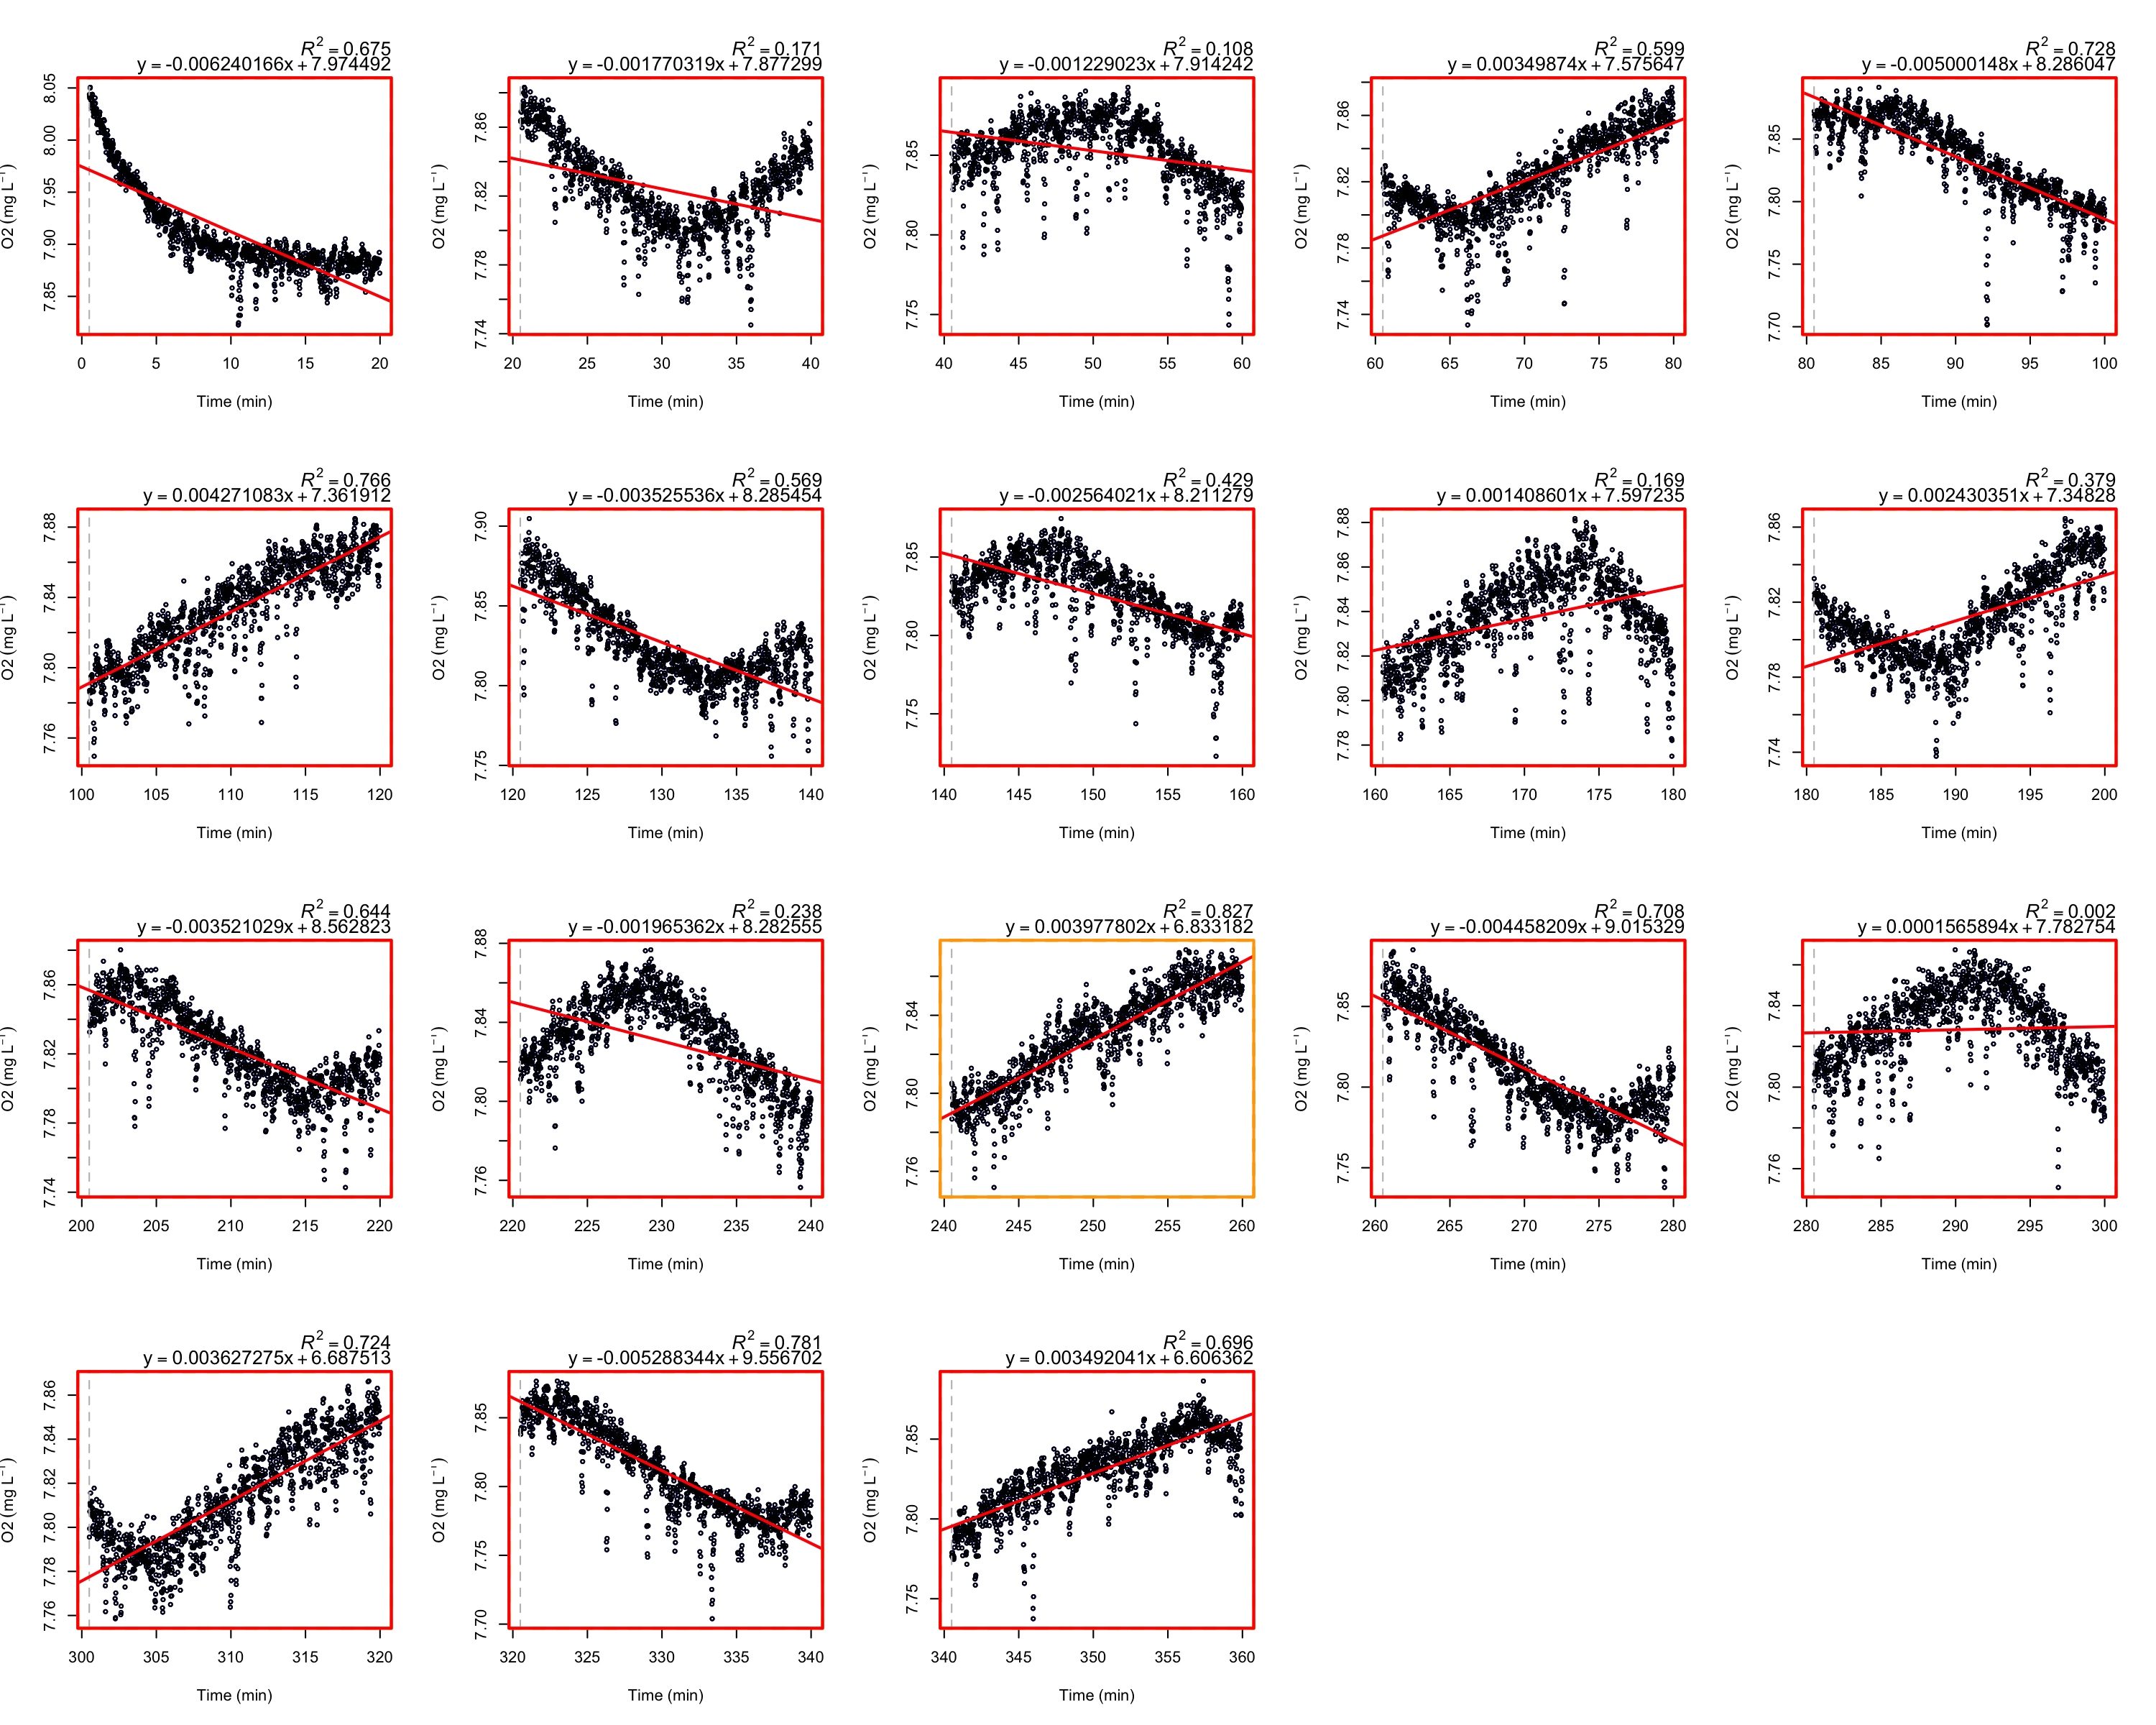 R² = 0.675
y = -0.006240166x + 7.974492
O2 (mg L⁻¹)
8.05
8.00
7.95
7.90
7.85
0 5 10 15 20
Time (min)
R² = 0.171
y = -0.001770319x + 7.877299
O2 (mg L⁻¹)
7.86
7.82
7.78
7.74
20 25 30 35 40
Time (min)
R² = 0.108
y = -0.001229023x + 7.914242
O2 (mg L⁻¹)
7.85
7.80
7.75
40 45 50 55 60
Time (min)
R² = 0.599
y = 0.00349874x + 7.575647
O2 (mg L⁻¹)
7.86
7.82
7.78
7.74
60 65 70 75 80
Time (min)
R² = 0.728
y = -0.005000148x + 8.286047
O2 (mg L⁻¹)
7.85
7.80
7.75
7.70
80 85 90 95 100
Time (min)
R² = 0.766
y = 0.004271083x + 7.361912
O2 (mg L⁻¹)
7.88
7.84
7.80
7.76
100 105 110 115 120
Time (min)
R² = 0.569
y = -0.003525536x + 8.285454
O2 (mg L⁻¹)
7.90
7.85
7.80
7.75
120 125 130 135 140
Time (min)
R² = 0.429
y = -0.002564021x + 8.211279
O2 (mg L⁻¹)
7.85
7.80
7.75
140 145 150 155 160
Time (min)
R² = 0.169
y = 0.001408601x + 7.597235
O2 (mg L⁻¹)
7.88
7.86
7.84
7.82
7.80
7.78
160 165 170 175 180
Time (min)
R² = 0.379
y = 0.002430351x + 7.34828
O2 (mg L⁻¹)
7.86
7.82
7.78
7.74
180 185 190 195 200
Time (min)
R² = 0.644
y = -0.003521029x + 8.562823
O2 (mg L⁻¹)
7.86
7.82
7.78
7.74
200 205 210 215 220
Time (min)
R² = 0.238
y = -0.001965362x + 8.282555
O2 (mg L⁻¹)
7.88
7.84
7.80
7.76
220 225 230 235 240
Time (min)
R² = 0.827
y = 0.003977802x + 6.833182
O2 (mg L⁻¹)
7.84
7.80
7.76
240 245 250 255 260
Time (min)
R² = 0.708
y = -0.004458209x + 9.015329
O2 (mg L⁻¹)
7.85
7.80
7.75
260 265 270 275 280
Time (min)
R² = 0.002
y = 0.0001565894x + 7.782754
O2 (mg L⁻¹)
7.84
7.80
7.76
280 285 290 295 300
Time (min)
R² = 0.724
y = 0.003627275x + 6.687513
O2 (mg L⁻¹)
7.86
7.84
7.82
7.80
7.78
7.76
300 305 310 315 320
Time (min)
R² = 0.781
y = -0.005288344x + 9.556702
O2 (mg L⁻¹)
7.85
7.80
7.75
7.70
320 325 330 335 340
Time (min)
R² = 0.696
y = 0.003492041x + 6.606362
O2 (mg L⁻¹)
7.85
7.80
7.75
340 345 350 355 360
Time (min)